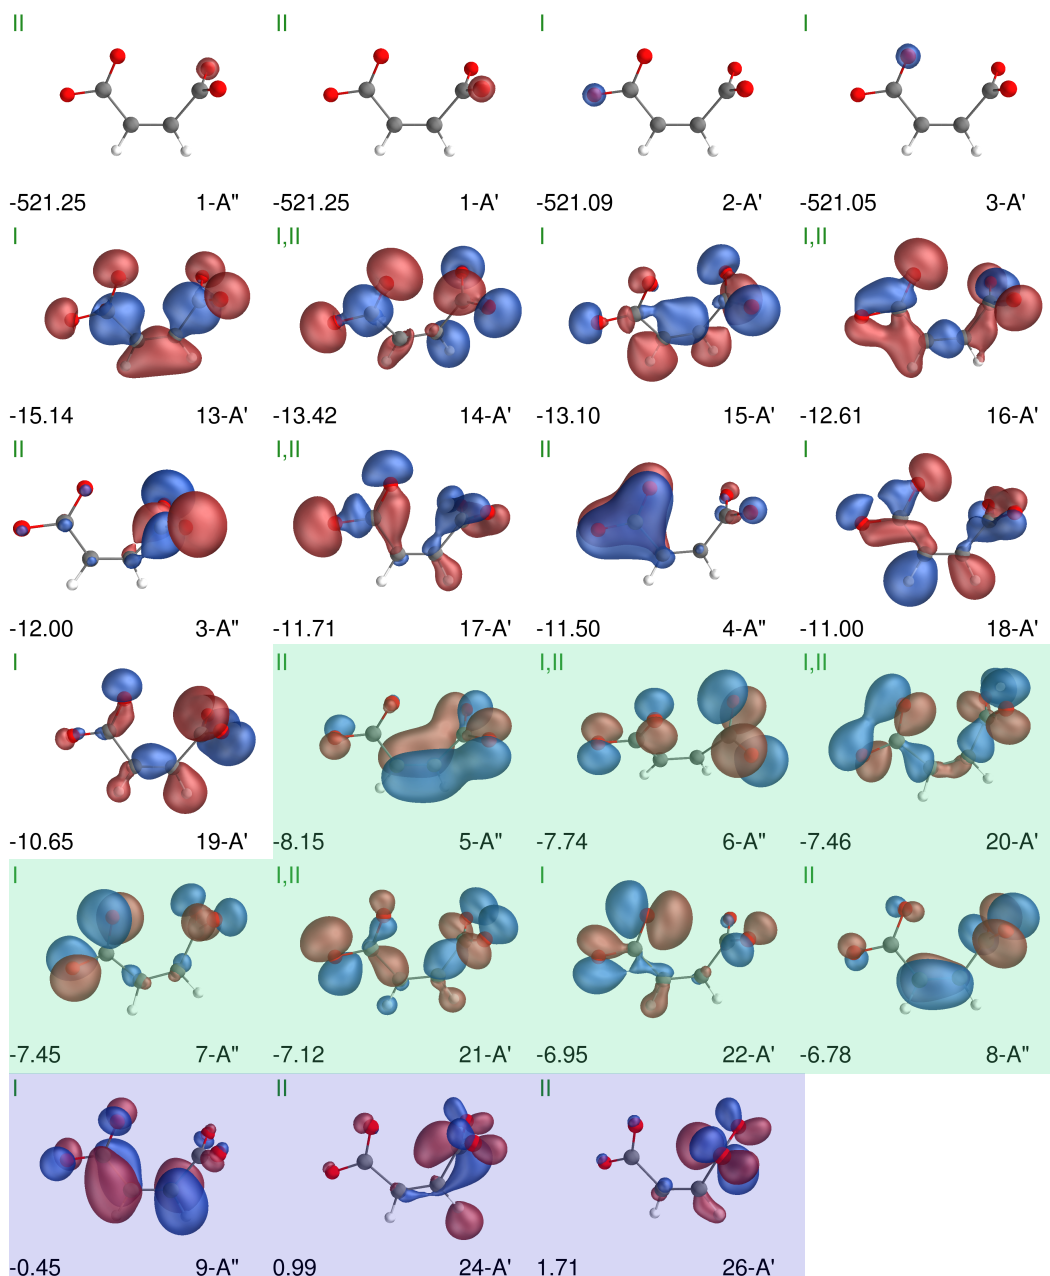 II II I I
-521.25 1-A" -521.25 1-A' -521.09 2-A' -521.05 3-A'
I I,II I I,II
-15.14 13-A' -13.42 14-A' -13.10 15-A' -12.61 16-A'
II I,II II I
-12.00 3-A" -11.71 17-A' -11.50 4-A" -11.00 18-A'
I II I,II I,II
-10.65 19-A' -8.15 5-A" -7.74 6-A" -7.46 20-A'
I I,II I II
-7.45 7-A" -7.12 21-A' -6.95 22-A' -6.78 8-A"
I II II
-0.45 9-A" 0.99 24-A' 1.71 26-A'